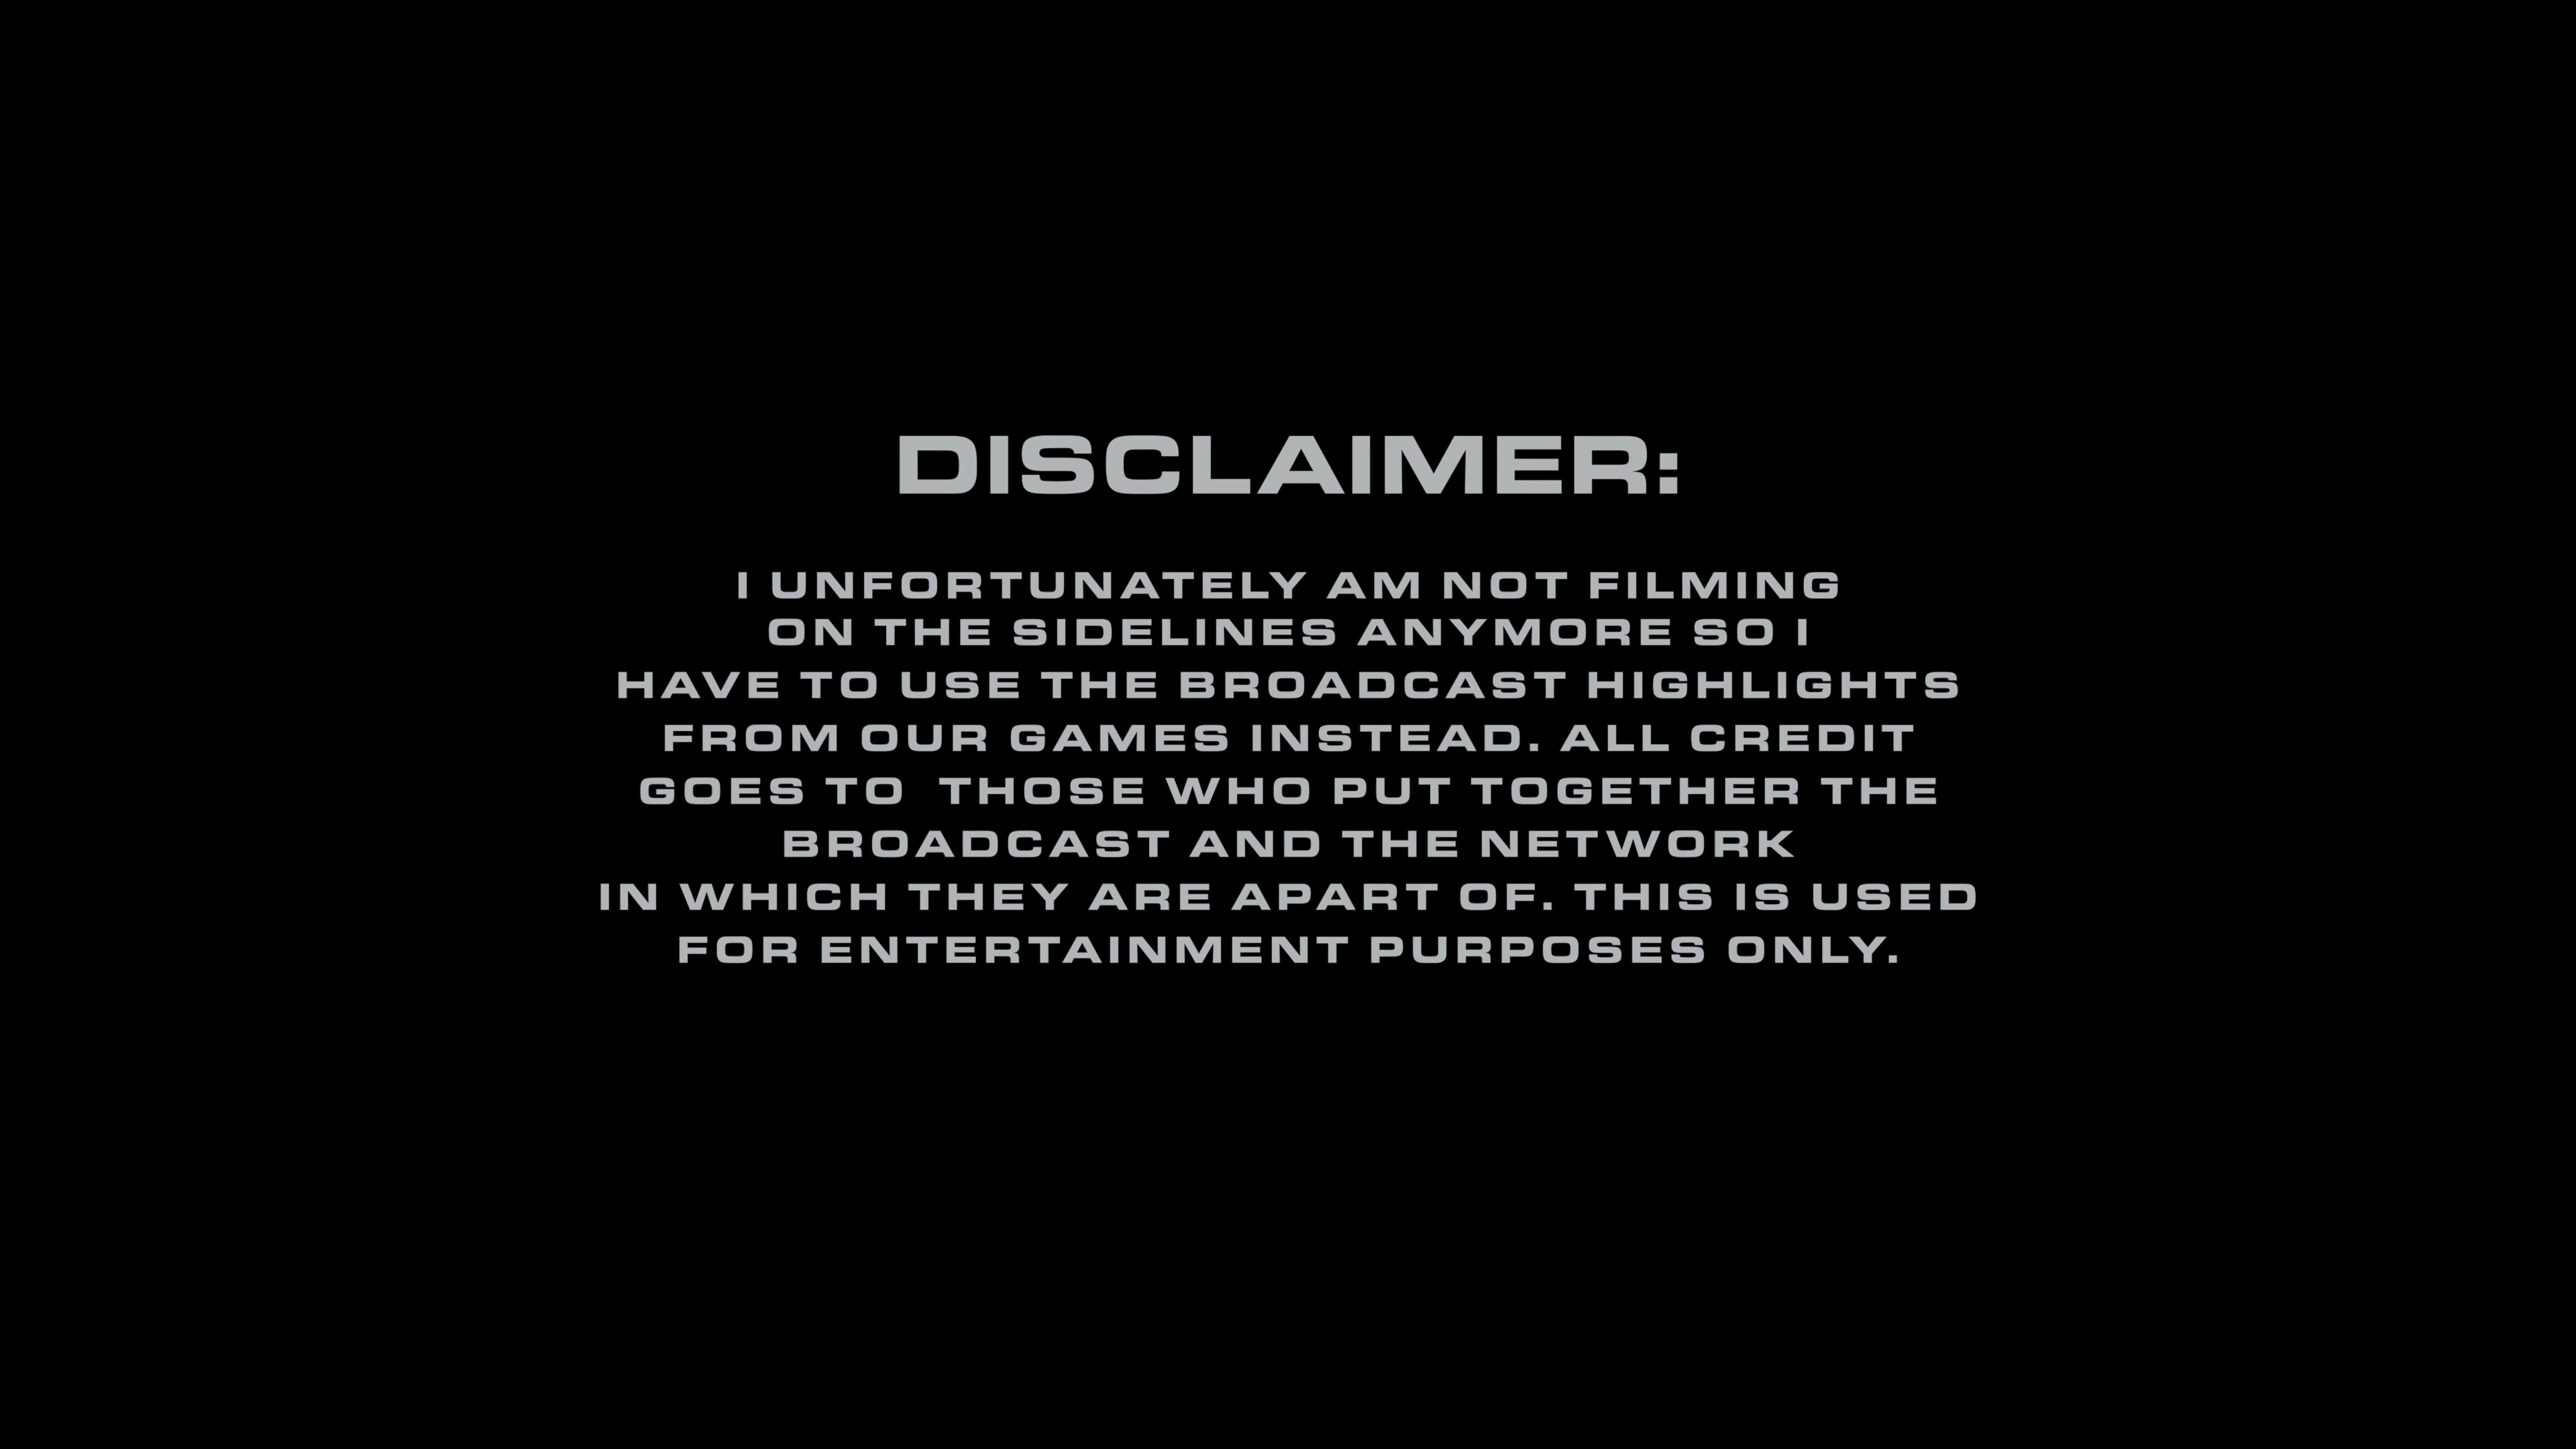 DISCLAIMER:
I UNFORTUNATELY AM NOT FILMING
ON THE SIDELINES ANYMORE SO I
HAVE TO USE THE BROADCAST HIGHLIGHTS
FROM OUR GAMES INSTEAD. ALL CREDIT
GOES TO  THOSE WHO PUT TOGETHER THE
BROADCAST AND THE NETWORK
IN WHICH THEY ARE APART OF. THIS IS USED
FOR ENTERTAINMENT PURPOSES ONLY.